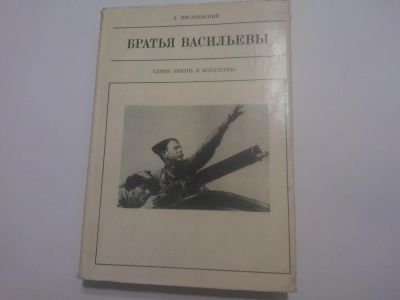 Д. ПИСАРЕВСКИЙ
БРАТЬЯ ВАСИЛЬЕВЫ
СЕРИЯ «ЖИЗНЬ В ИСКУССТВЕ»